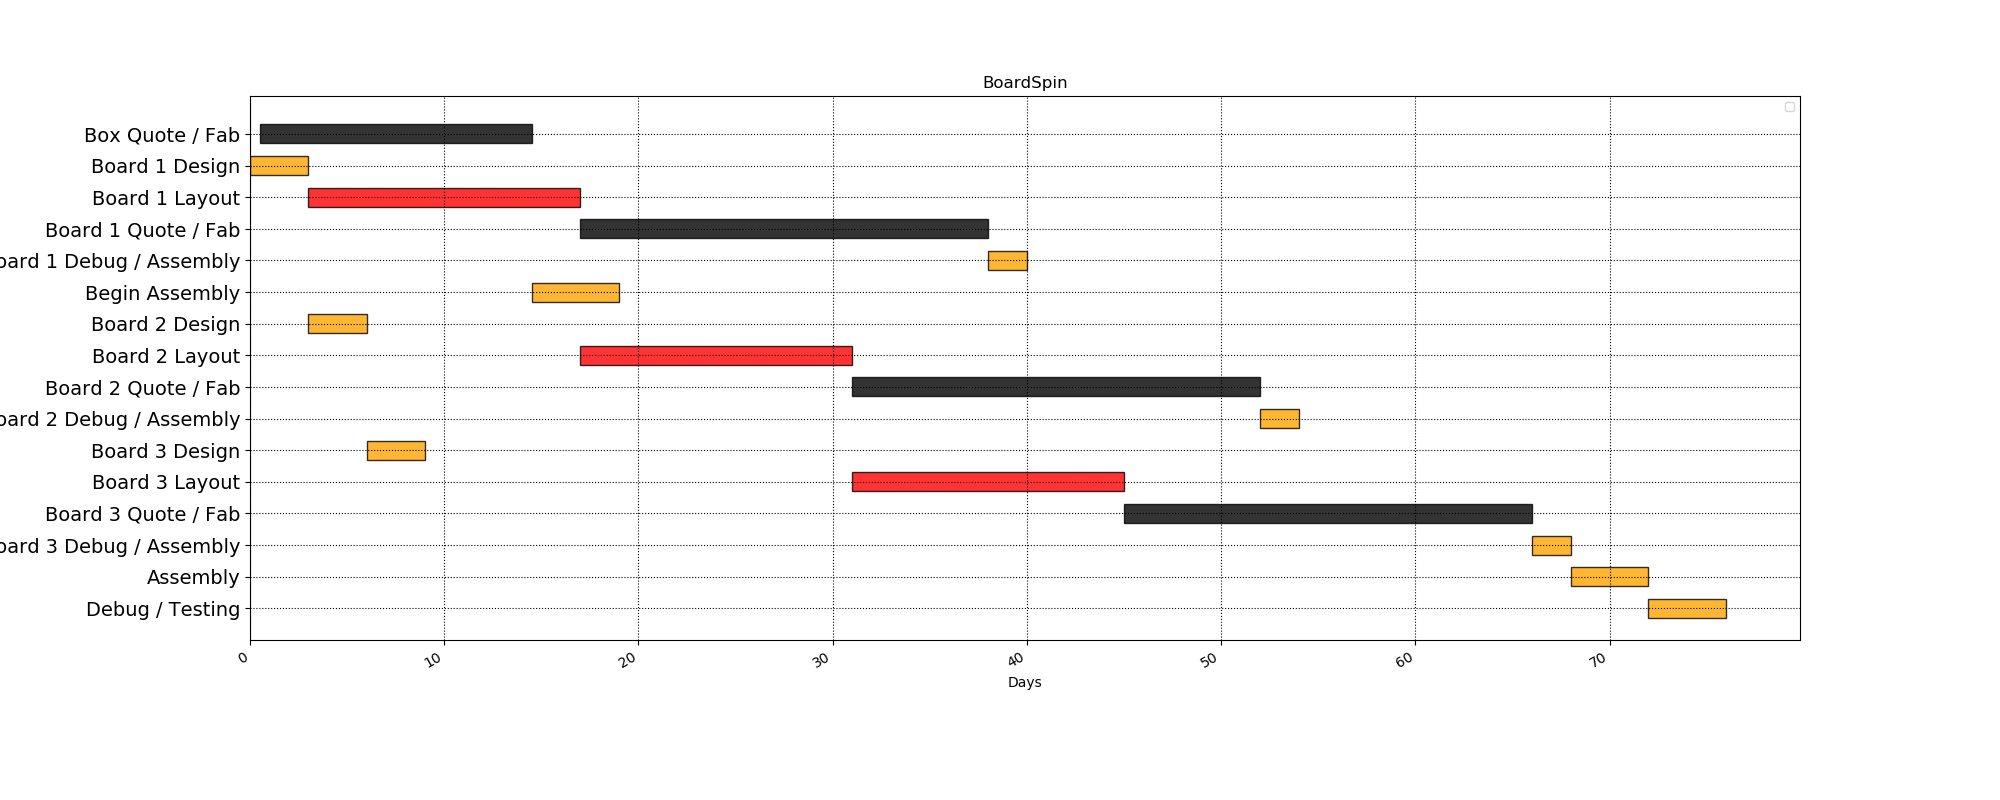 BoardSpin
Box Quote / Fab
Board 1 Design
Board 1 Layout
Board 1 Quote / Fab
oard 1 Debug / Assembly
Begin Assembly
Board 2 Design
Board 2 Layout
Board 2 Quote / Fab
oard 2 Debug / Assembly
Board 3 Design
Board 3 Layout
Board 3 Quote / Fab
oard 3 Debug / Assembly
Assembly
Debug / Testing
0 10 20 30 40 50 60 70
Days